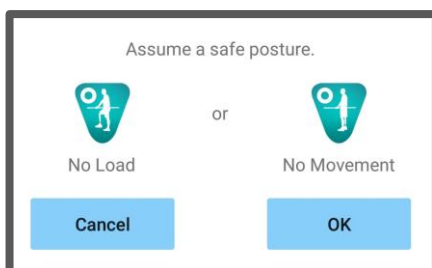 Assume a safe posture.
or
No Load
No Movement
Cancel
OK